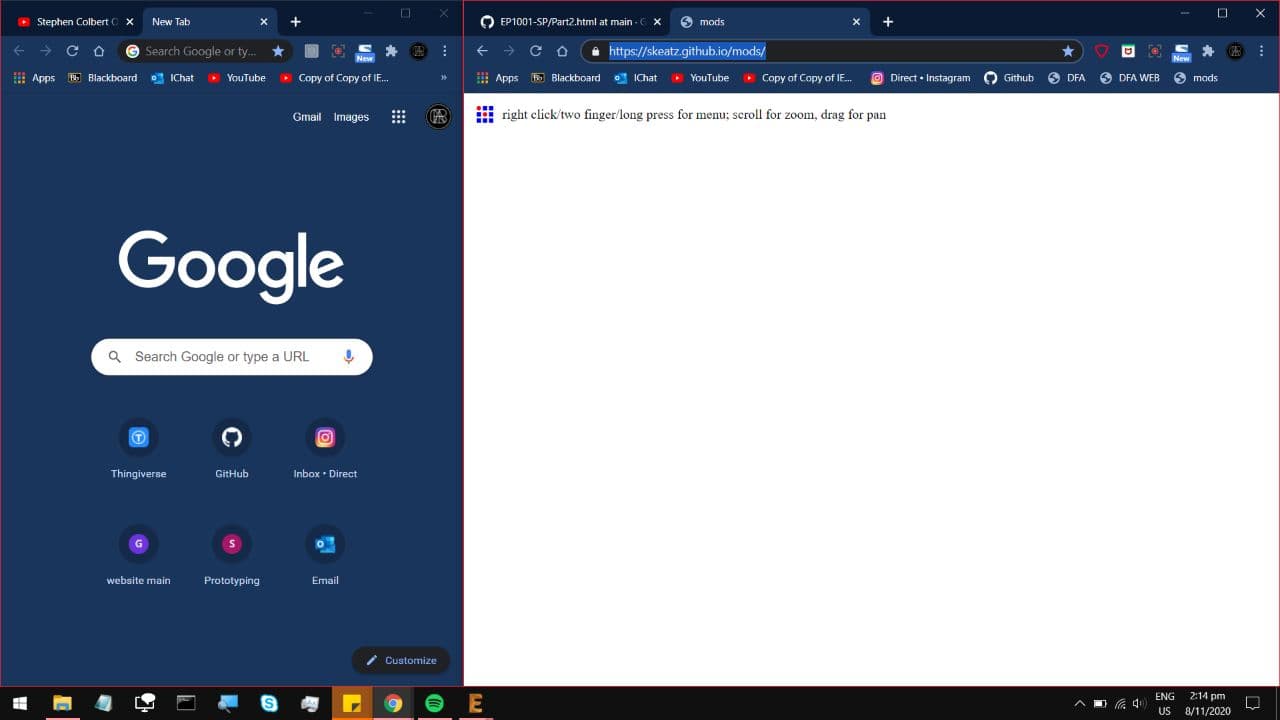 Stephen Colbert
New Tab
Search Google or ty...
New
Apps
Blackboard
IChat
YouTube
Copy of Copy of IE...
»
Gmail
Images
Google
Search Google or type a URL
Thingiverse
GitHub
Inbox • Direct
G
S
website main
Prototyping
Email
Customize
EP1001-SP/Part2.html at main · G
mods
https://skeatz.github.io/mods/
New
Apps
Bb
Blackboard
IChat
YouTube
Copy of Copy of IE...
Direct • Instagram
Github
DFA
DFA WEB
mods
right click/two finger/long press for menu; scroll for zoom, drag for pan
ENG
US
2:14 pm
8/11/2020